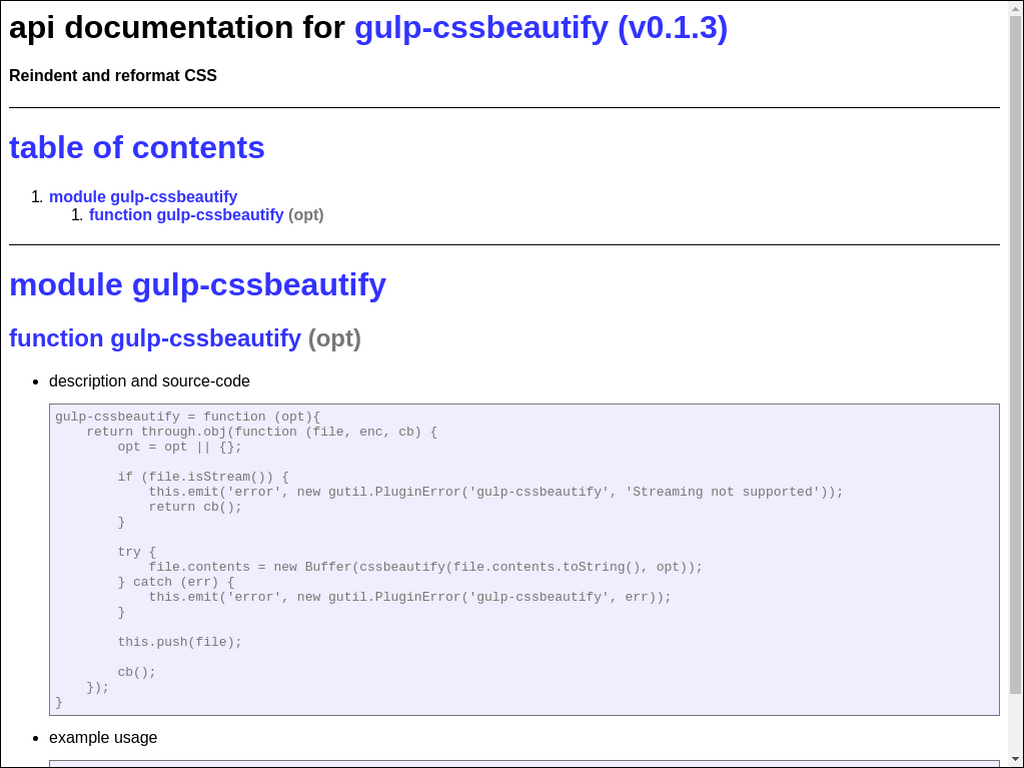 api documentation for gulp-cssbeautify (v0.1.3)
Reindent and reformat CSS
table of contents
1. module gulp-cssbeautify
1. function gulp-cssbeautify (opt)
module gulp-cssbeautify
function gulp-cssbeautify (opt)
• description and source-code
gulp-cssbeautify = function (opt){
    return through.obj(function (file, enc, cb) {
        opt = opt || {};

        if (file.isStream()) {
            this.emit('error', new gutil.PluginError('gulp-cssbeautify', 'Streaming not supported'));
            return cb();
        }

        try {
            file.contents = new Buffer(cssbeautify(file.contents.toString(), opt));
        } catch (err) {
            this.emit('error', new gutil.PluginError('gulp-cssbeautify', err));
        }

        this.push(file);

        cb();
    });
}
• example usage